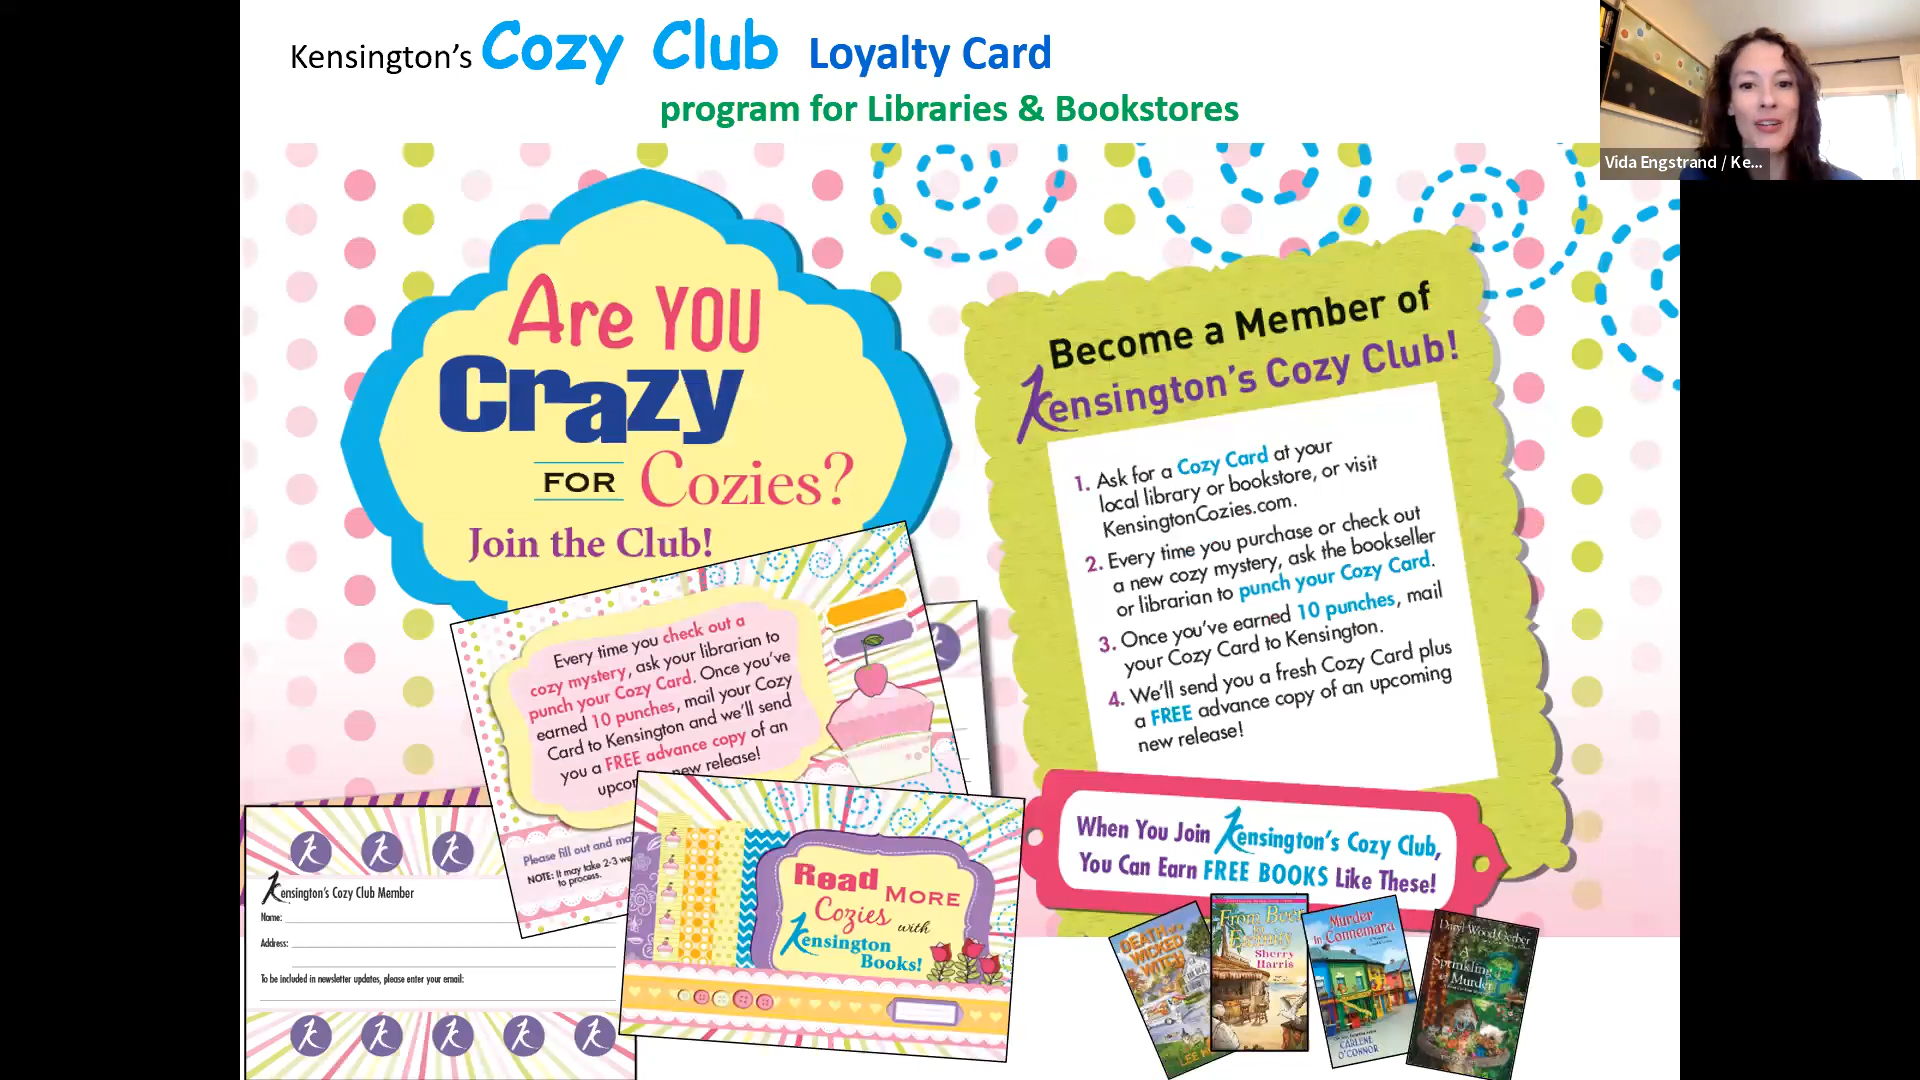 Kensington's Cozy Club Loyalty Card
program for Libraries & Bookstores
Vida Engstrand / Ke...
Are YOU
Crazy
FOR Cozies?
Join the Club!
Become a Member of
Kensington's Cozy Club!
1. Ask for a Cozy Card at your
local library or bookstore, or visit
KensingtonCozies.com.
2. Every time you purchase or check out
a new cozy mystery, ask the bookseller
or librarian to punch your Cozy Card.
3. Once you've earned 10 punches, mail
your Cozy Card to Kensington.
4. We'll send you a fresh Cozy Card plus
a FREE advance copy of an upcoming
new release!
When You Join Kensington's Cozy Club,
You Can Earn FREE BOOKS Like These!
Every time you check out a
cozy mystery, ask your librarian to
punch your Cozy Card. Once you've
earned 10 punches, mail your Cozy
Card to Kensington and we'll send
you a FREE advance copy of an
new release!
Please fill out and
NOTE: It may take 2-3
to process.
Kensington's Cozy Club Member
Name:
Address:
To be included in newsletter updates, please enter your email:
Read MORE
Cozies with
Kensington
Books!
DEATH
WICKED
WITCH
LEE
From Beer
to
Sherry
Harris
Murder
in Connemara
CARLENE
O'CONNOR
Daryl Wood Gerber
A
Sprinkling
of Murder